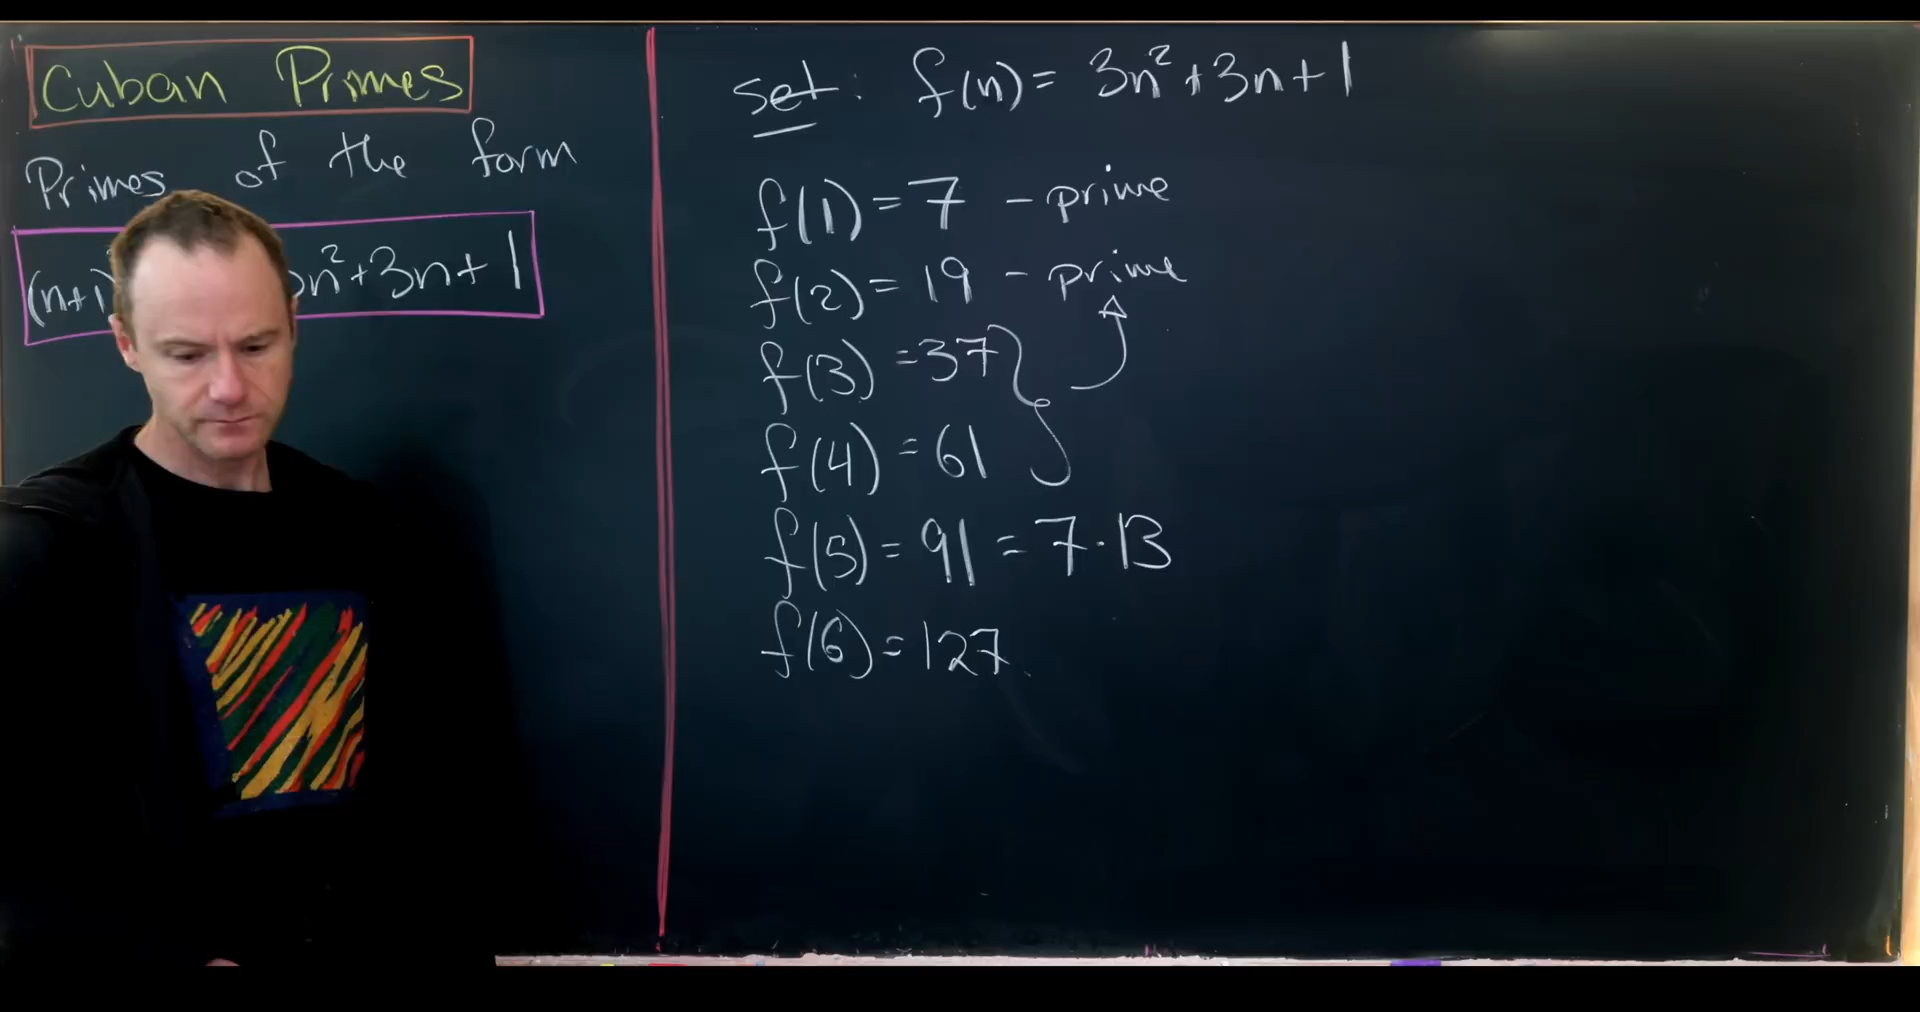 Cuban Primes
Primes of the form
(n+1) n²+3n+1
set: f(n)= 3n²+3n+1
f(1)=7 - prime
f(2)=19 - prime
f(3)=37
f(4)=61
f(5)=91=7·13
f(6)=127